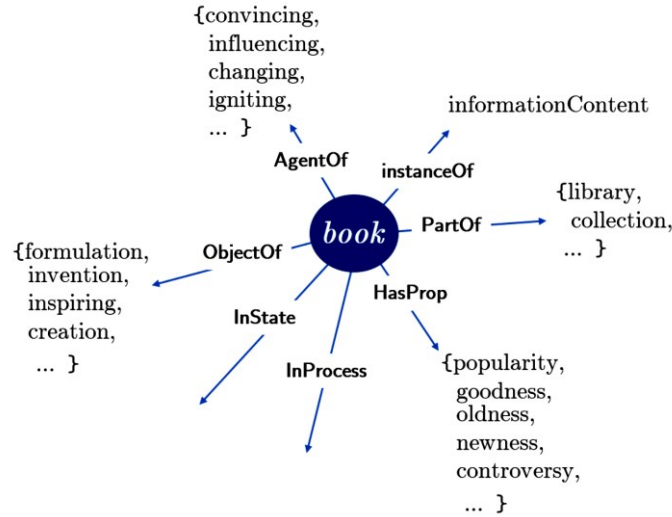 {convincing,
influencing,
changing,
igniting,
... }
informationContent
AgentOf
instanceOf
{library,
collection,
... }
PartOf
book
ObjectOf
{formulation,
invention,
inspiring,
creation,
... }
HasProp
InState
InProcess
{popularity,
goodness,
oldness,
newness,
controversy,
... }